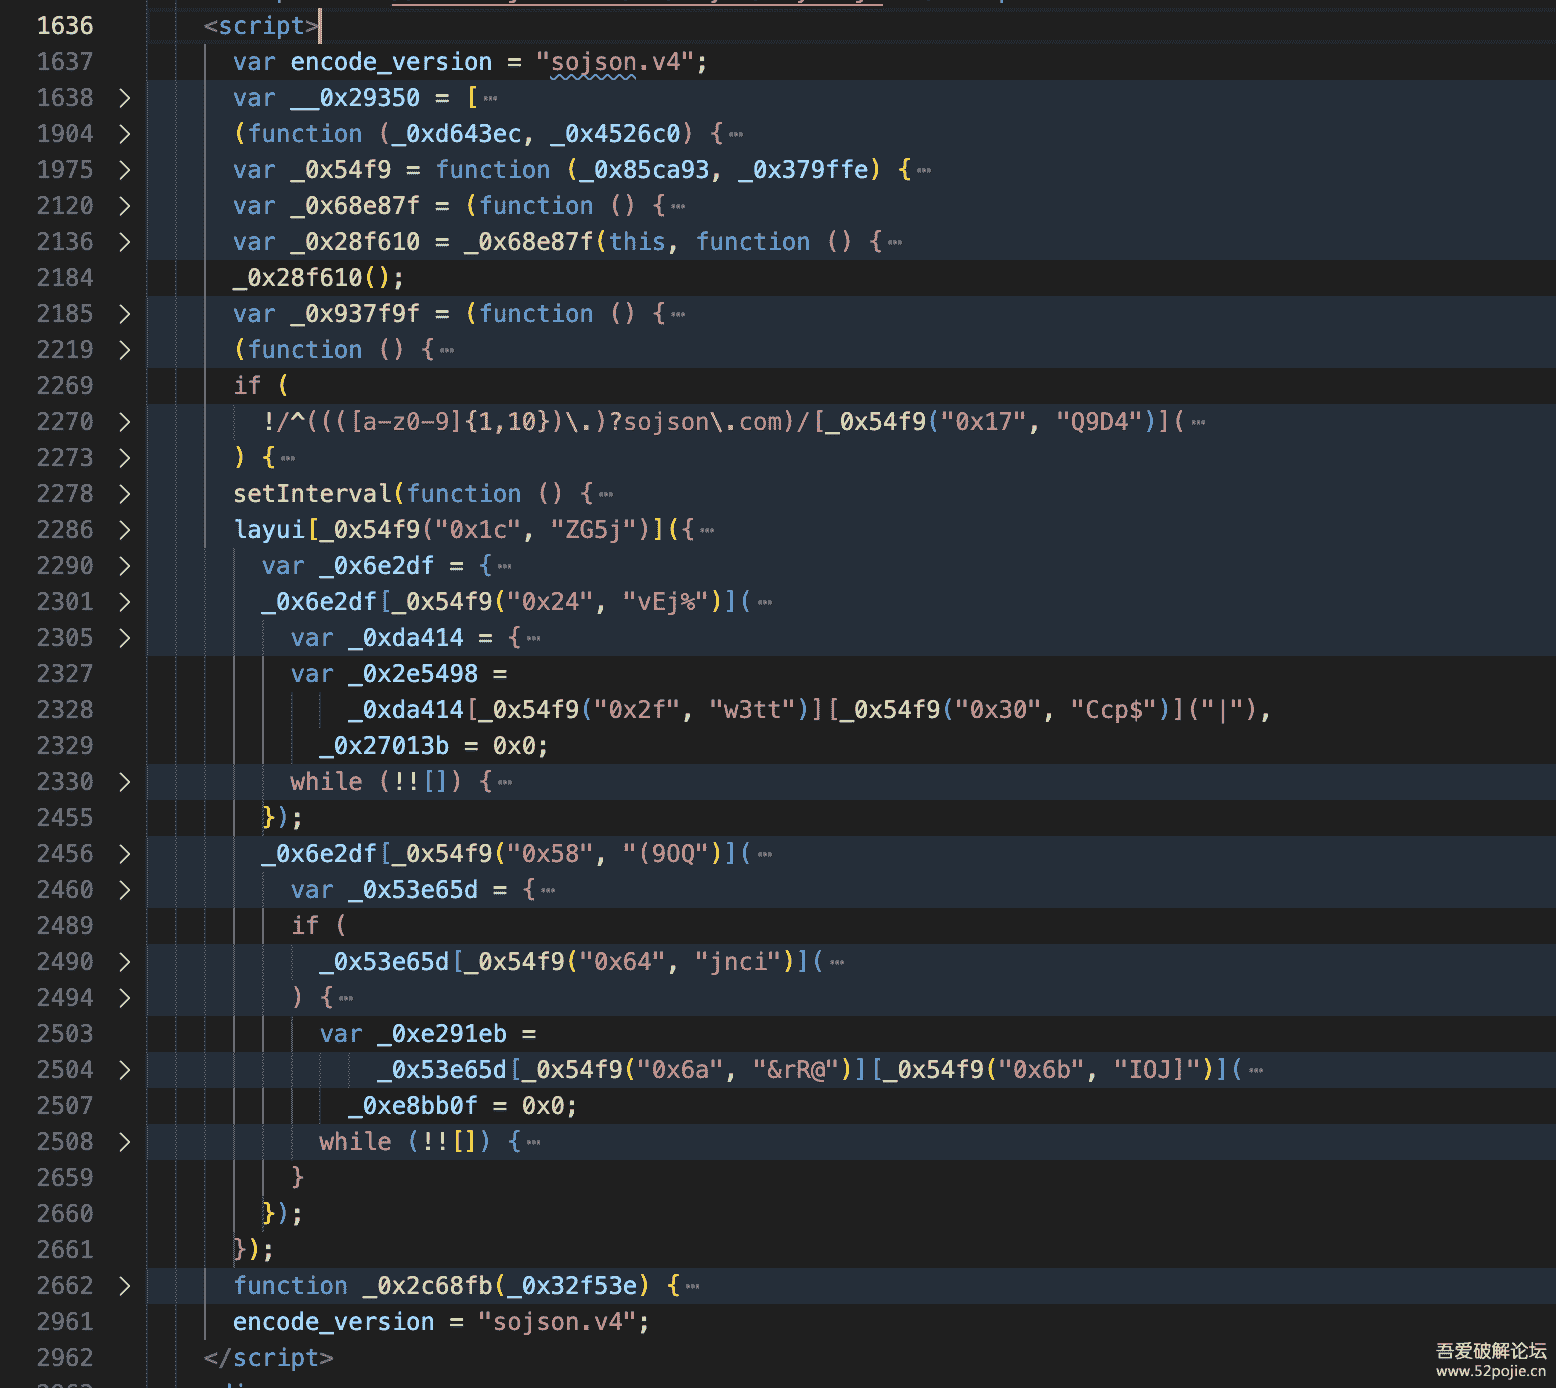 1636 <script>
1637 var encode_version = "sojson.v4";
1638 var __0x29350 = [···
1904 (function (_0xd643ec, _0x4526c0) {···
1975 var _0x54f9 = function (_0x85ca93, _0x379ffe) {···
2120 var _0x68e87f = (function () {···
2136 var _0x28f610 = _0x68e87f(this, function () {···
2184 _0x28f610();
2185 var _0x937f9f = (function () {···
2219 (function () {···
2269 if (
2270 !/^((([a-z0-9]{1,10})\.)?sojson\.com)/[_0x54f9("0x17", "Q9D4")](···
2273 ) {···
2278 setInterval(function () {···
2286 layui[_0x54f9("0x1c", "ZG5j")]({···
2290 var _0x6e2df = {···
2301 _0x6e2df[_0x54f9("0x24", "vEj%")](···
2305 var _0xda414 = {···
2327 var _0x2e5498 =
2328 _0xda414[_0x54f9("0x2f", "w3tt")][_0x54f9("0x30", "Ccp$")]("|"),
2329 _0x27013b = 0x0;
2330 while (!![]) {···
2455 });
2456 _0x6e2df[_0x54f9("0x58", "(9OQ")](···
2460 var _0x53e65d = {···
2489 if (
2490 _0x53e65d[_0x54f9("0x64", "jnci")](···
2494 ) {···
2503 var _0xe291eb =
2504 _0x53e65d[_0x54f9("0x6a", "&rR@")][_0x54f9("0x6b", "IOJ]")](···
2507 _0xe8bb0f = 0x0;
2508 while (!![]) {···
2659 }
2660 });
2661 });
2662 function _0x2c68fb(_0x32f53e) {···
2961 encode_version = "sojson.v4";
2962 </script>
吾爱破解论坛
www.52pojie.cn